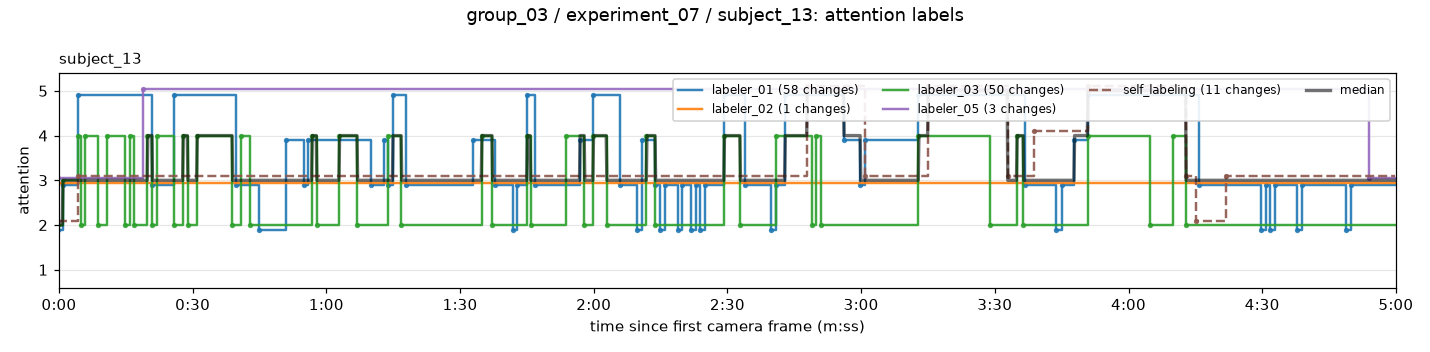 group_03 / experiment_07 / subject_13: attention labels
subject_13
labeler_01 (58 changes)
labeler_02 (1 changes)
labeler_03 (50 changes)
labeler_05 (3 changes)
self_labeling (11 changes)
median
attention
5
4
3
2
1
0:00 0:30 1:00 1:30 2:00 2:30 3:00 3:30 4:00 4:30 5:00
time since first camera frame (m:ss)